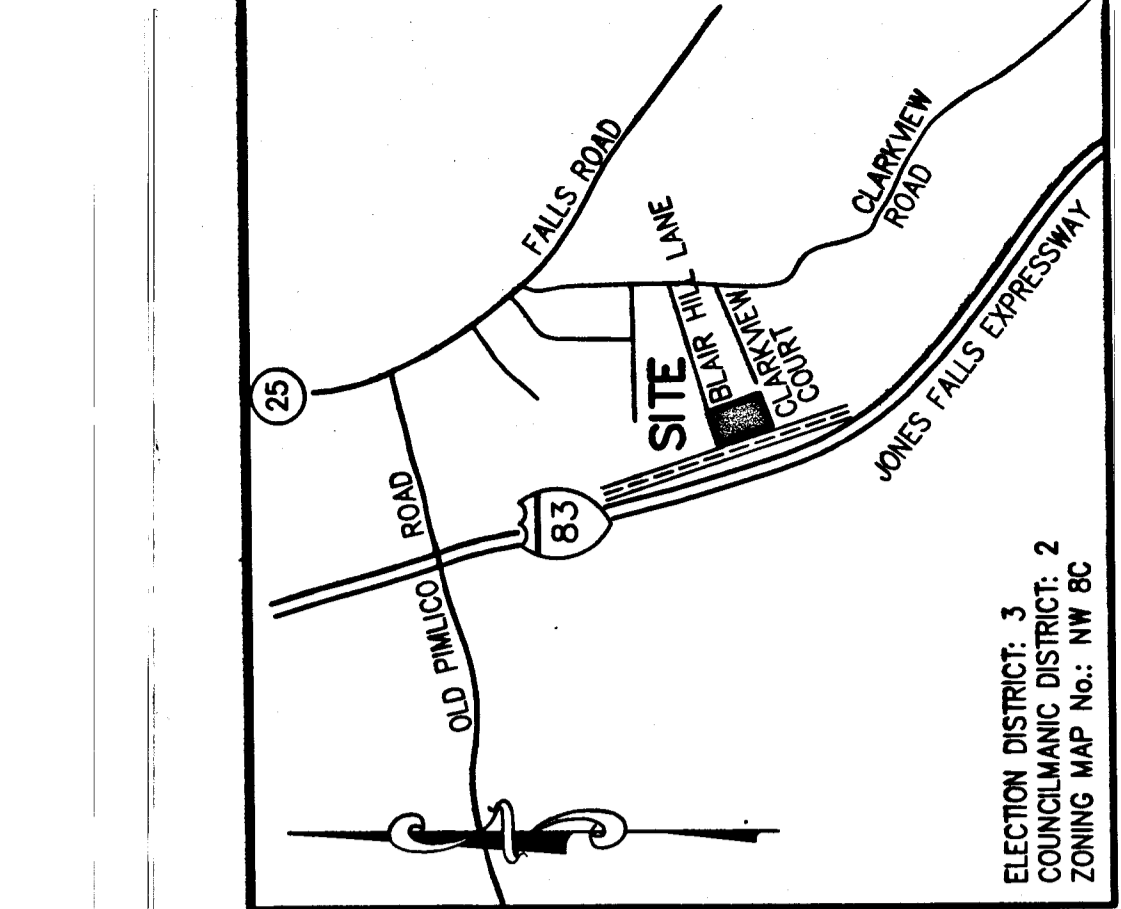 25
FALLS ROAD
CLARKVIEW
ROAD
BLAIR HILL LANE
CLARKVIEW
COURT
SITE
JONES FALLS EXPRESSWAY
83
OLD PIMLICO ROAD
ELECTION DISTRICT: 3
COUNCILMANIC DISTRICT: 2
ZONING MAP No.: NW 8C